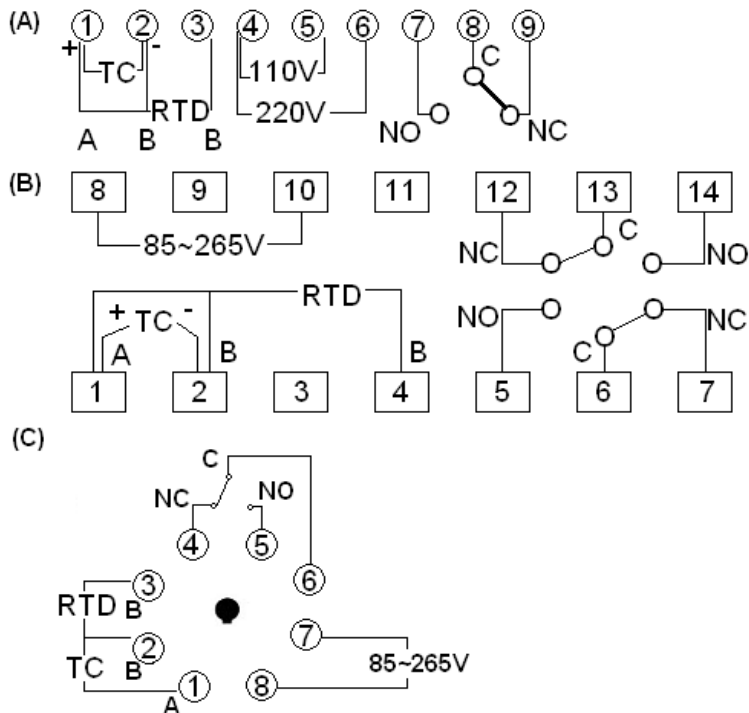 (A) 1 2 3 4 5 6 7 8 9
+ TC - 110V C
RTD 220V
A B B NO NC
(B) 8 9 10 11 12 13 14
85~265V NC C NO
RTD
+ TC - NO NC
A B B C
1 2 3 4 5 6 7
(C)
C
NC NO
4 5
3 6
RTD B
7
2
TC B 85~265V
1 8
A